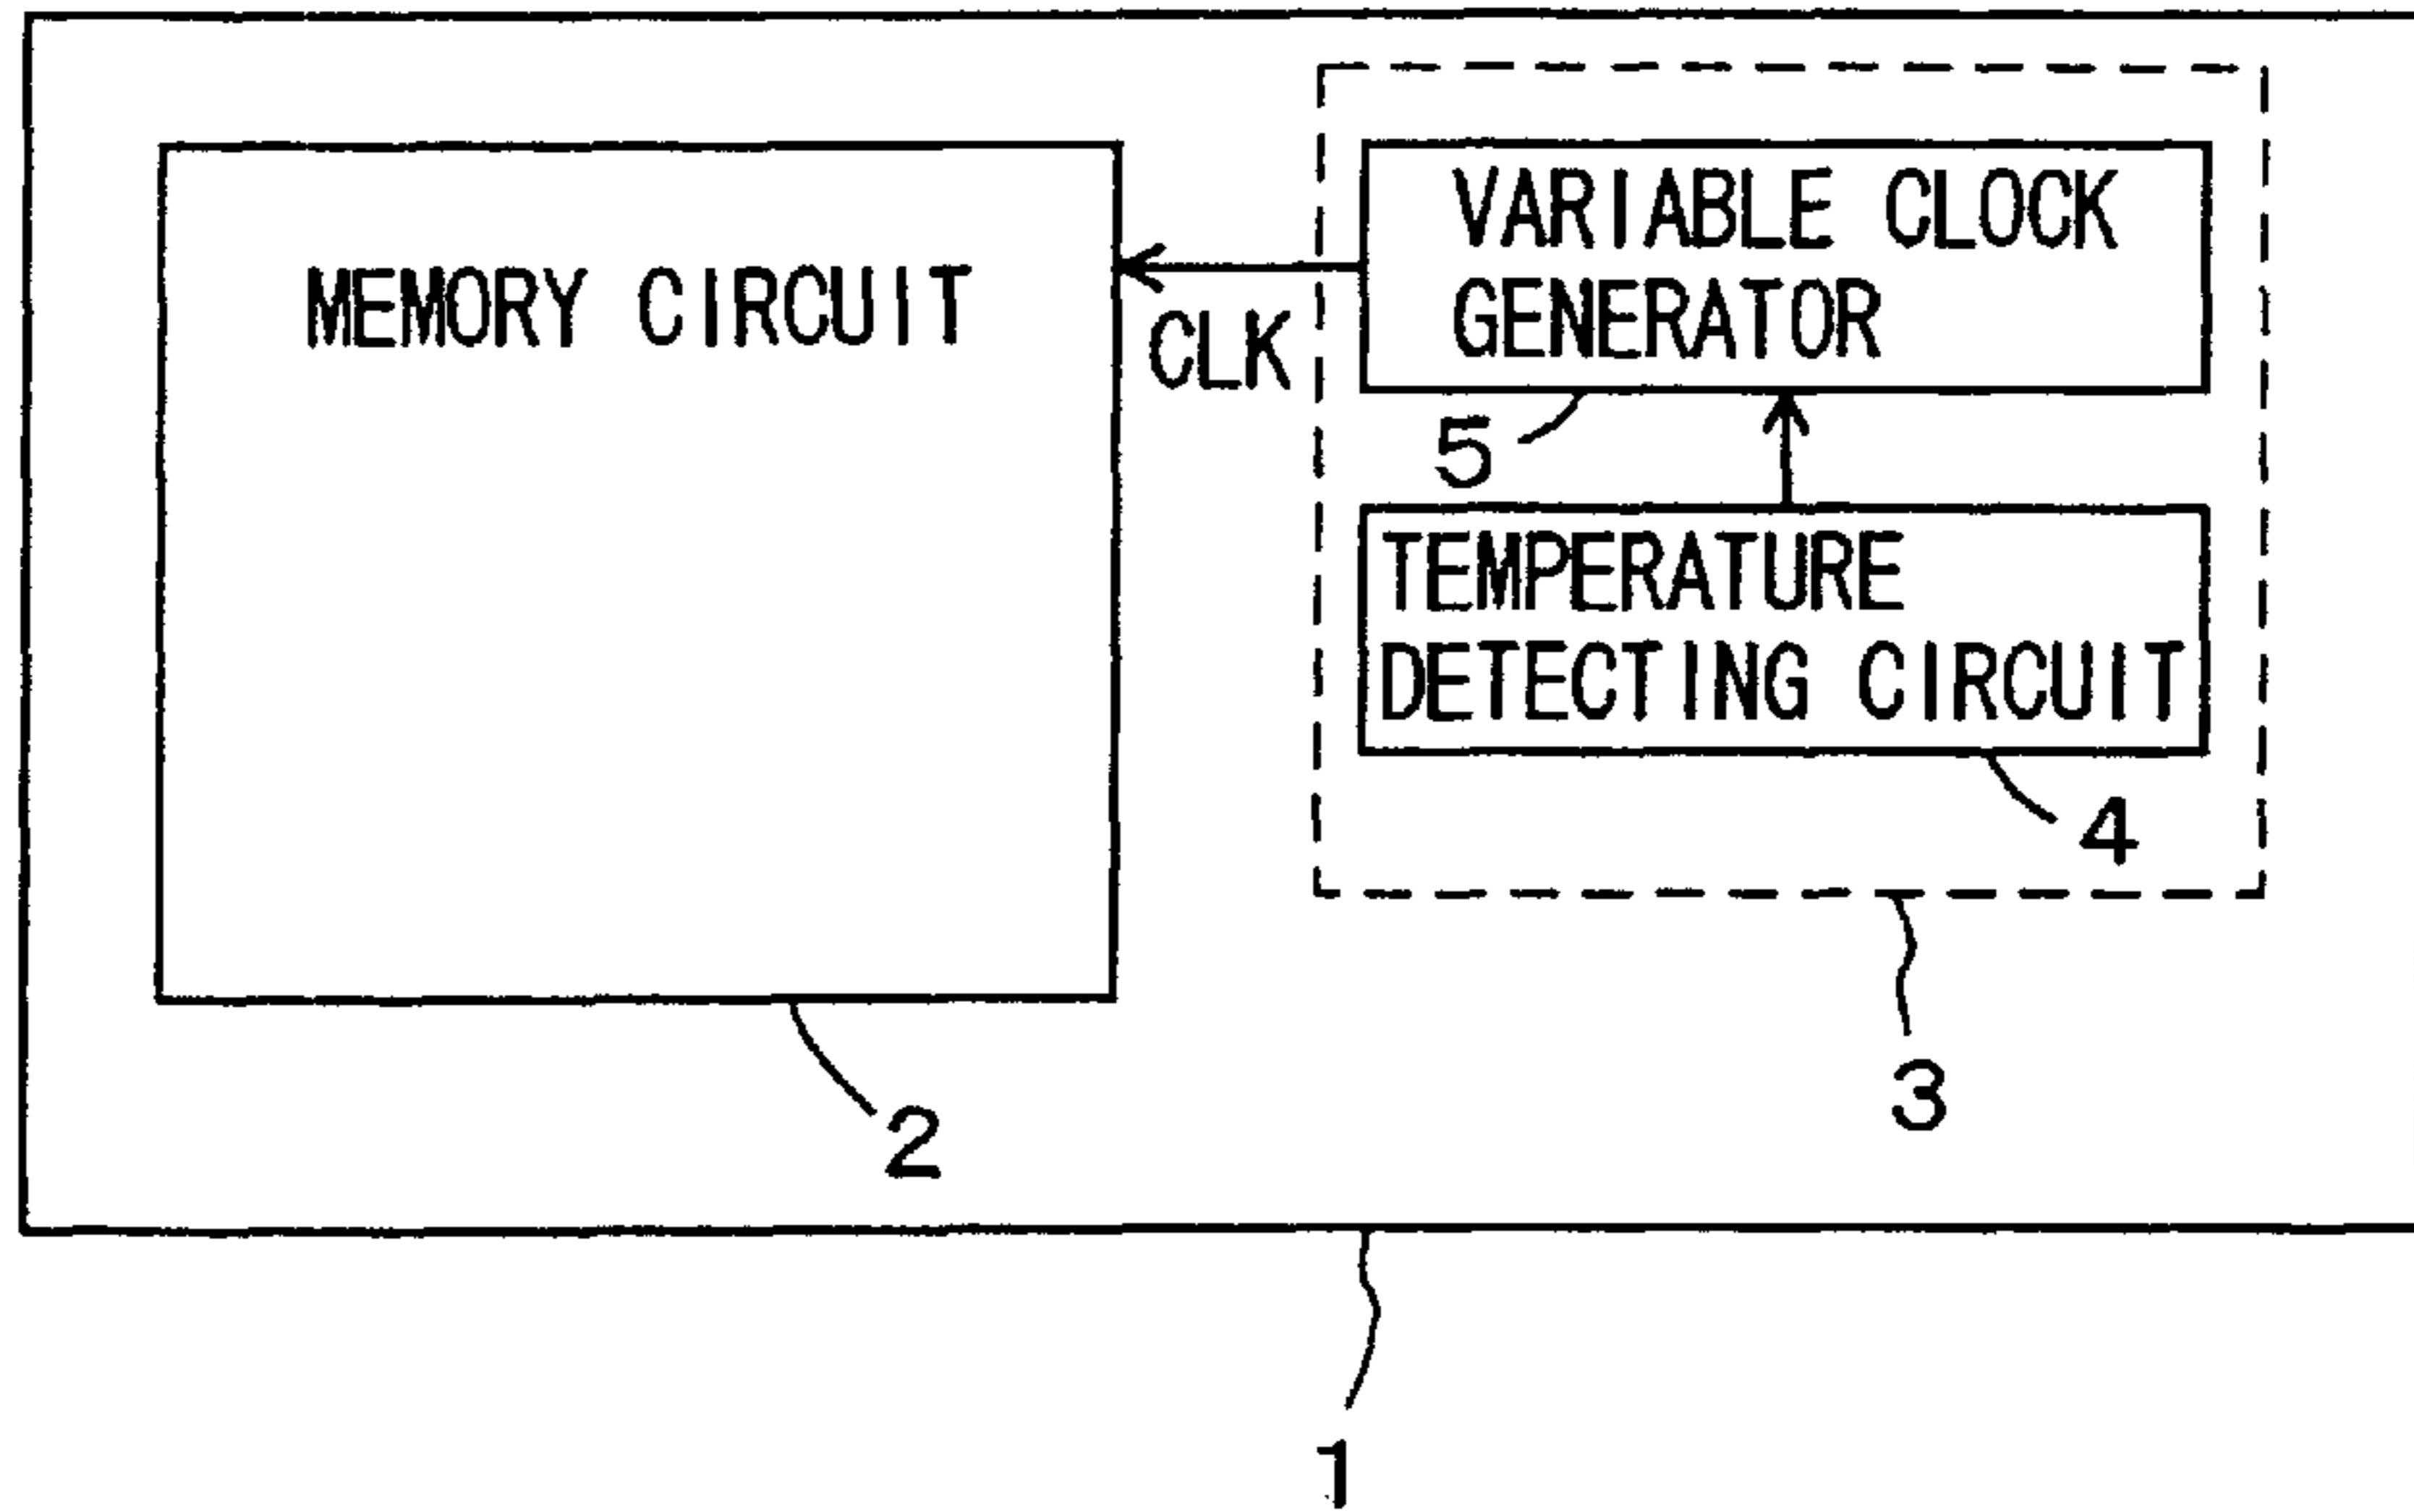 MEMORY CIRCUIT
CLK
VARIABLE CLOCK
GENERATOR
5
TEMPERATURE
DETECTING CIRCUIT
4
3
2
1